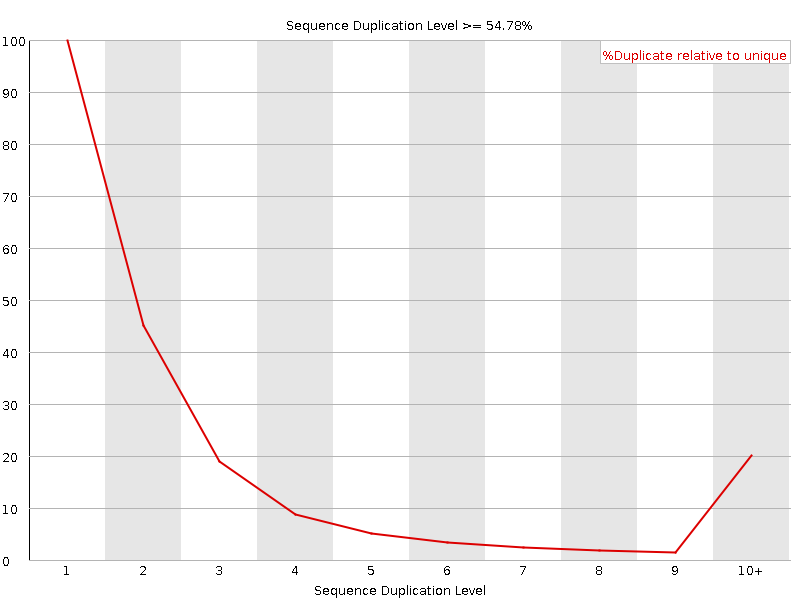 Sequence Duplication Level >= 54.78%
%Duplicate relative to unique
100
90
80
70
60
50
40
30
20
10
0
1 2 3 4 5 6 7 8 9 10+
Sequence Duplication Level